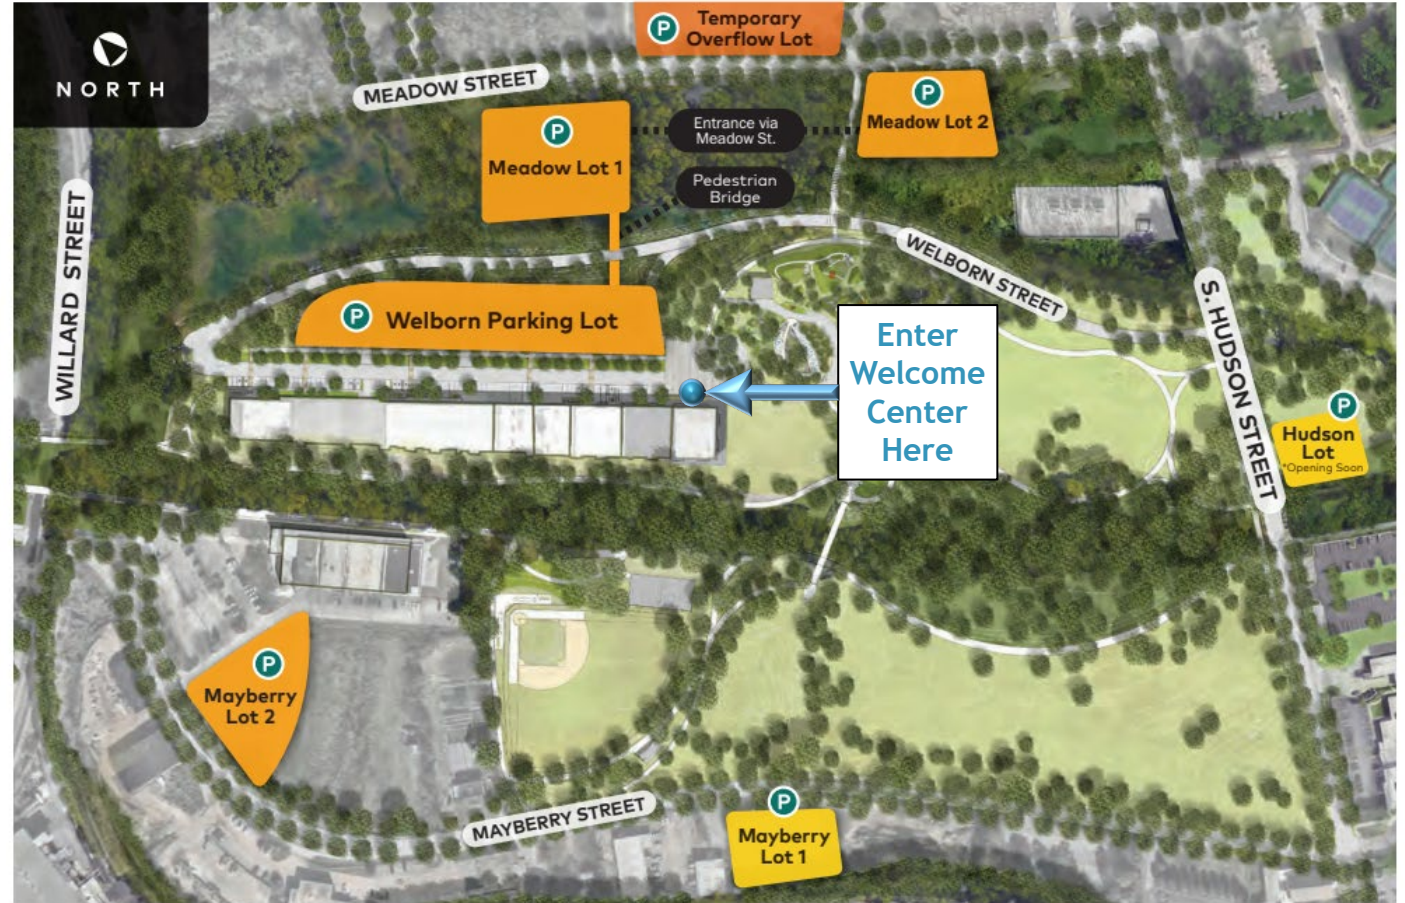 P
Temporary
Overflow Lot
NORTH
MEADOW STREET
P
Meadow Lot 1
Entrance via
Meadow St.
P
Meadow Lot 2
Pedestrian
Bridge
WILLARD STREET
WELBORN STREET
P
Welborn Parking Lot
S. HUDSON STREET
Enter
Welcome
Center
Here
P
Hudson
Lot
*Opening Soon
P
Mayberry
Lot 2
MAYBERRY STREET
P
Mayberry
Lot 1